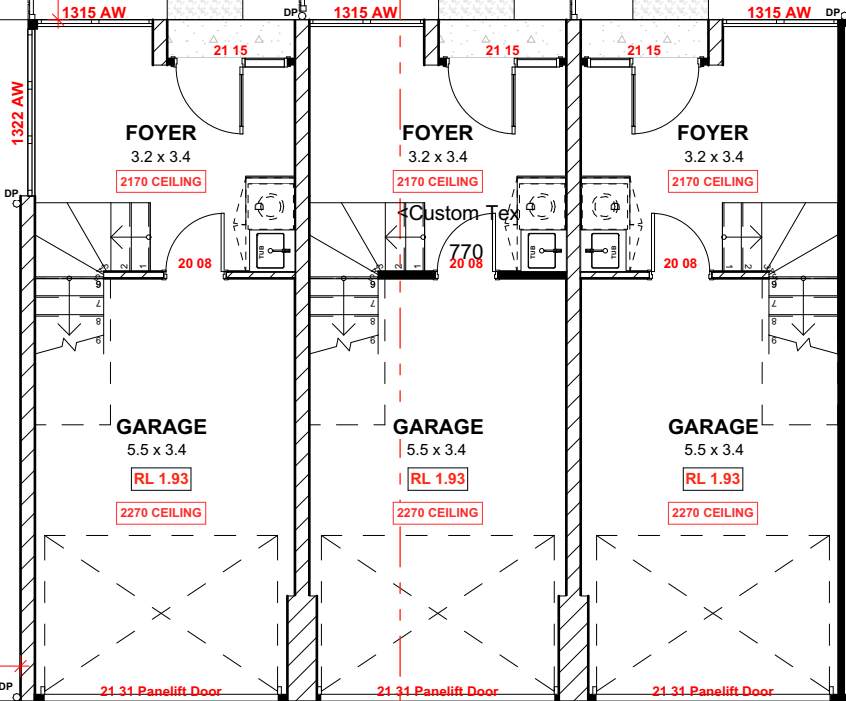 1315 AW
DP
1315 AW
1315 AW
DP
21 15
21 15
21 15
1322 AW
FOYER
3.2 x 3.4
2170 CEILING
FOYER
3.2 x 3.4
2170 CEILING
FOYER
3.2 x 3.4
2170 CEILING
DP
<Custom Tex
770
TUB
TUB
TUB
20 08
20 08
20 08
3 2 1
3 2 1
1 2 3
6
7
8
9
6
7
8
9
6
7
8
9
GARAGE
5.5 x 3.4
RL 1.93
2270 CEILING
GARAGE
5.5 x 3.4
RL 1.93
2270 CEILING
GARAGE
5.5 x 3.4
RL 1.93
2270 CEILING
DP
21 31 Panelift Door
21 31 Panelift Door
21 31 Panelift Door